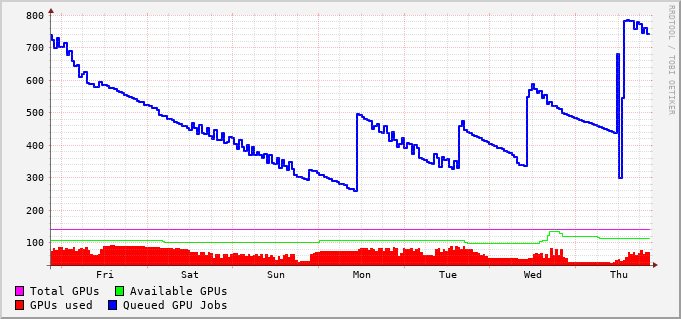 800
700
600
500
400
300
200
100
Fri Sat Sun Mon Tue Wed Thu
Total GPUs Available GPUs
GPUs used Queued GPU Jobs
RRDTOOL / TOBI OETIKER